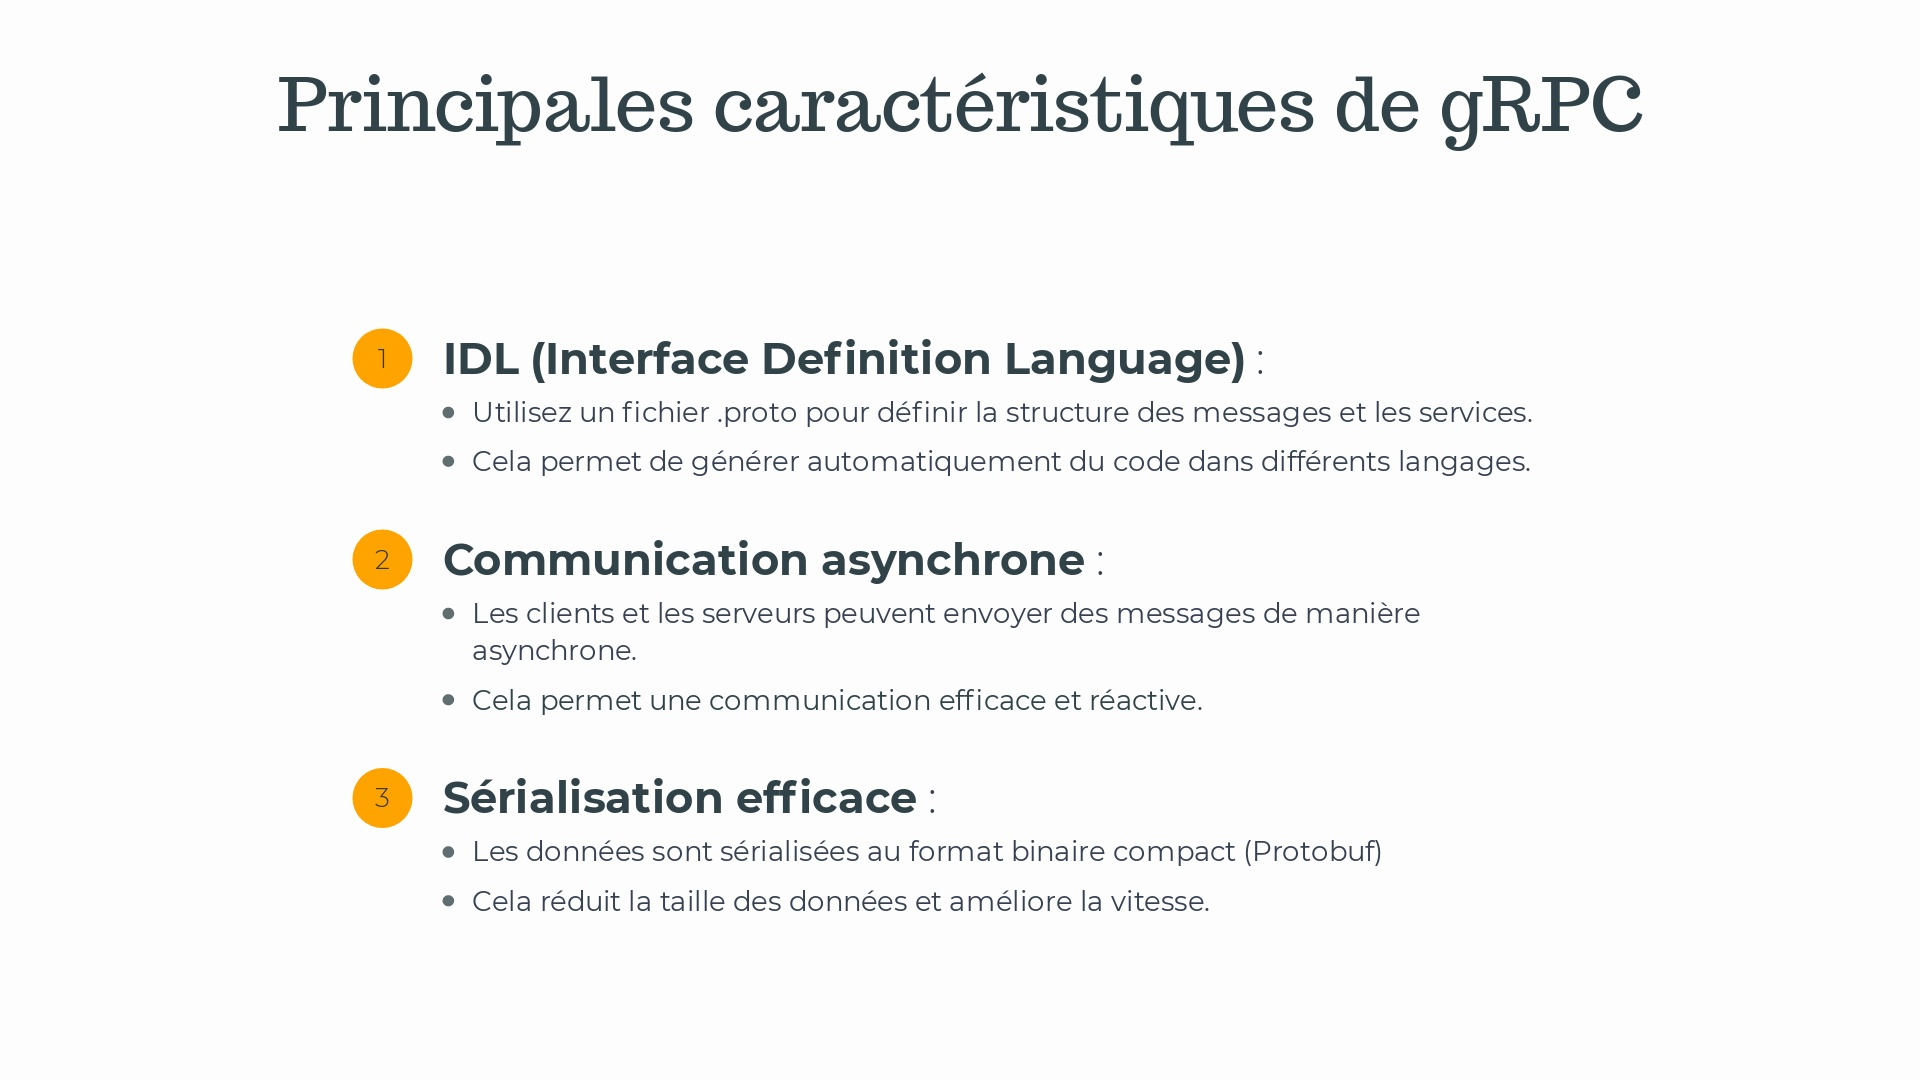 Principales caractéristiques de gRPC
1 IDL (Interface Definition Language) :
Utilisez un fichier .proto pour définir la structure des messages et les services.
Cela permet de générer automatiquement du code dans différents langages.
2 Communication asynchrone :
Les clients et les serveurs peuvent envoyer des messages de manière
asynchrone.
Cela permet une communication efficace et réactive.
3 Sérialisation efficace :
Les données sont sérialisées au format binaire compact (Protobuf)
Cela réduit la taille des données et améliore la vitesse.